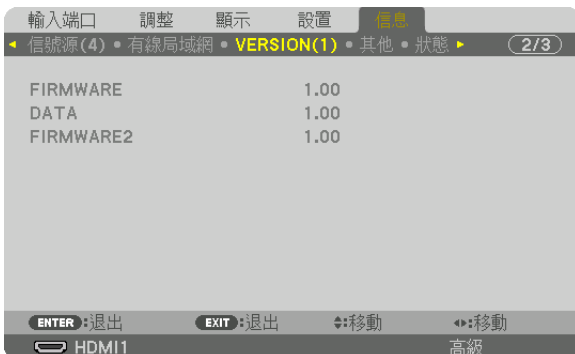 輸入端口 調整 顯示 設置 信息
◂ 信號源(4) • 有線局域網 • VERSION(1) • 其他 • 狀態 ▸ 2/3
FIRMWARE 1.00
DATA 1.00
FIRMWARE2 1.00
ENTER :退出 EXIT :退出 :移動 :移動
HDMI1 高級